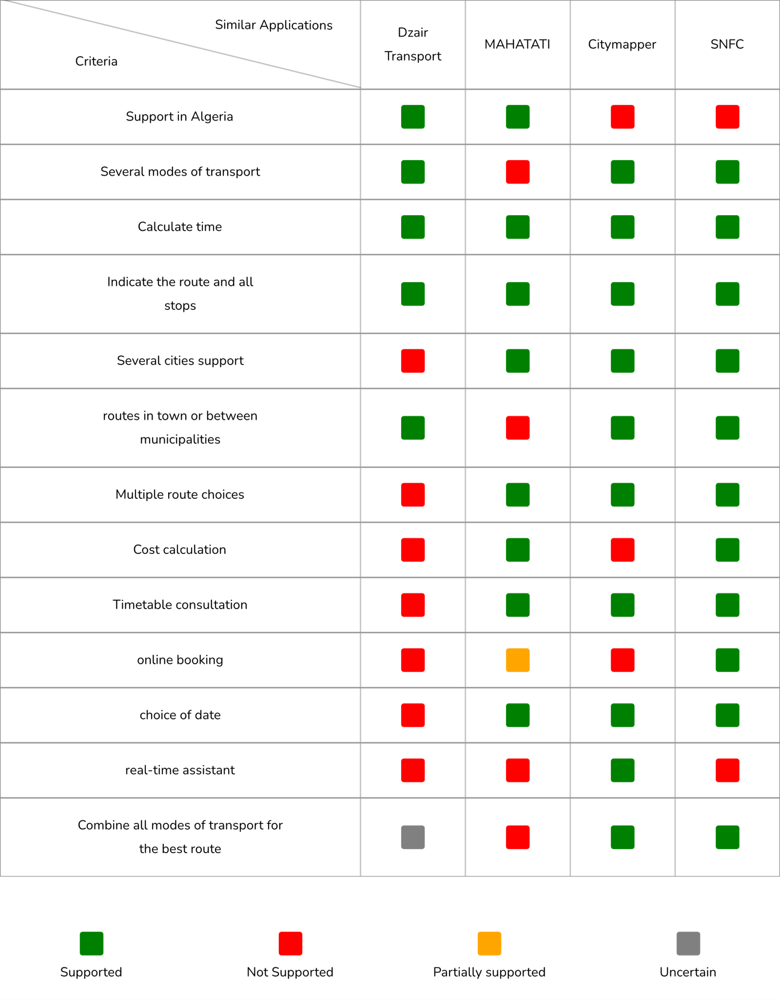 Similar Applications
Criteria
Dzair
Transport
MAHATATI
Citymapper
SNFC
Support in Algeria
Several modes of transport
Calculate time
Indicate the route and all
stops
Several cities support
routes in town or between
municipalities
Multiple route choices
Cost calculation
Timetable consultation
online booking
choice of date
real-time assistant
Combine all modes of transport for
the best route
Supported
Not Supported
Partially supported
Uncertain